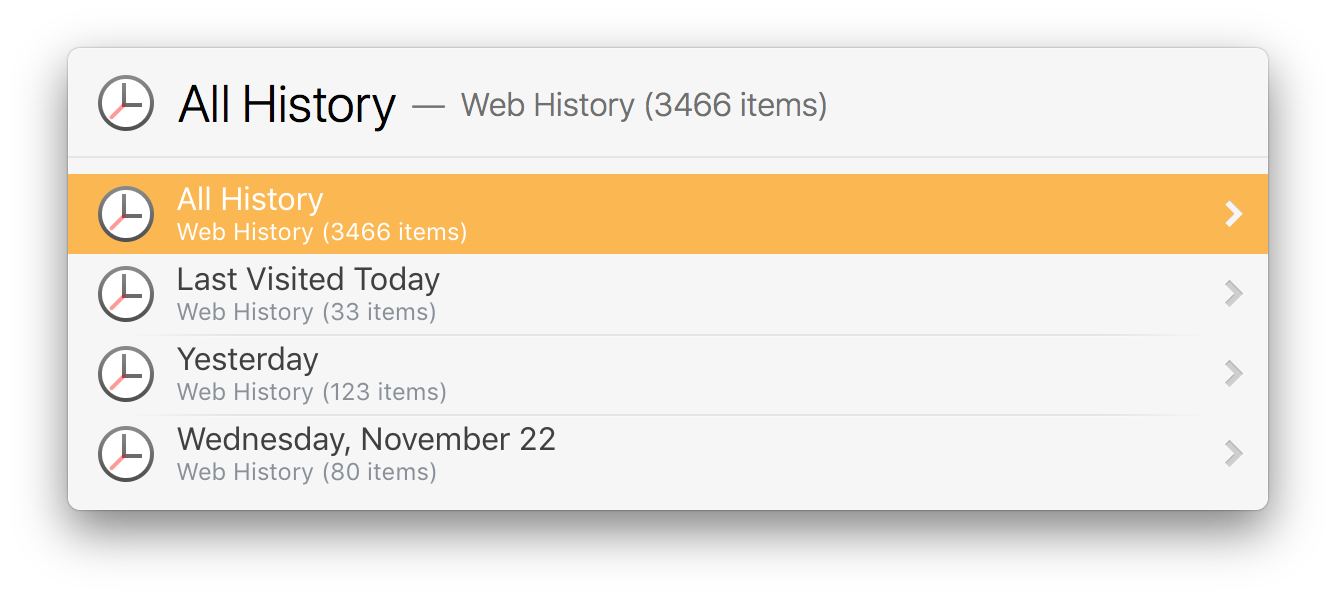 All History — Web History (3466 items)
All History
Web History (3466 items)
Last Visited Today
Web History (33 items)
Yesterday
Web History (123 items)
Wednesday, November 22
Web History (80 items)